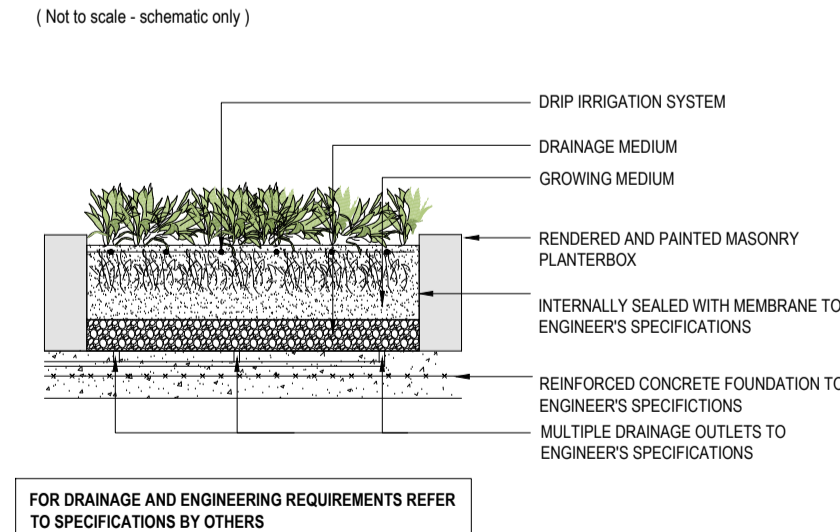 ( Not to scale - schematic only )
DRIP IRRIGATION SYSTEM
DRAINAGE MEDIUM
GROWING MEDIUM
RENDERED AND PAINTED MASONRY
PLANTERBOX
INTERNALLY SEALED WITH MEMBRANE TO
ENGINEER'S SPECIFICATIONS
REINFORCED CONCRETE FOUNDATION TO
ENGINEER'S SPECIFICTIONS
MULTIPLE DRAINAGE OUTLETS TO
ENGINEER'S SPECIFICATIONS
FOR DRAINAGE AND ENGINEERING REQUIREMENTS REFER
TO SPECIFICATIONS BY OTHERS